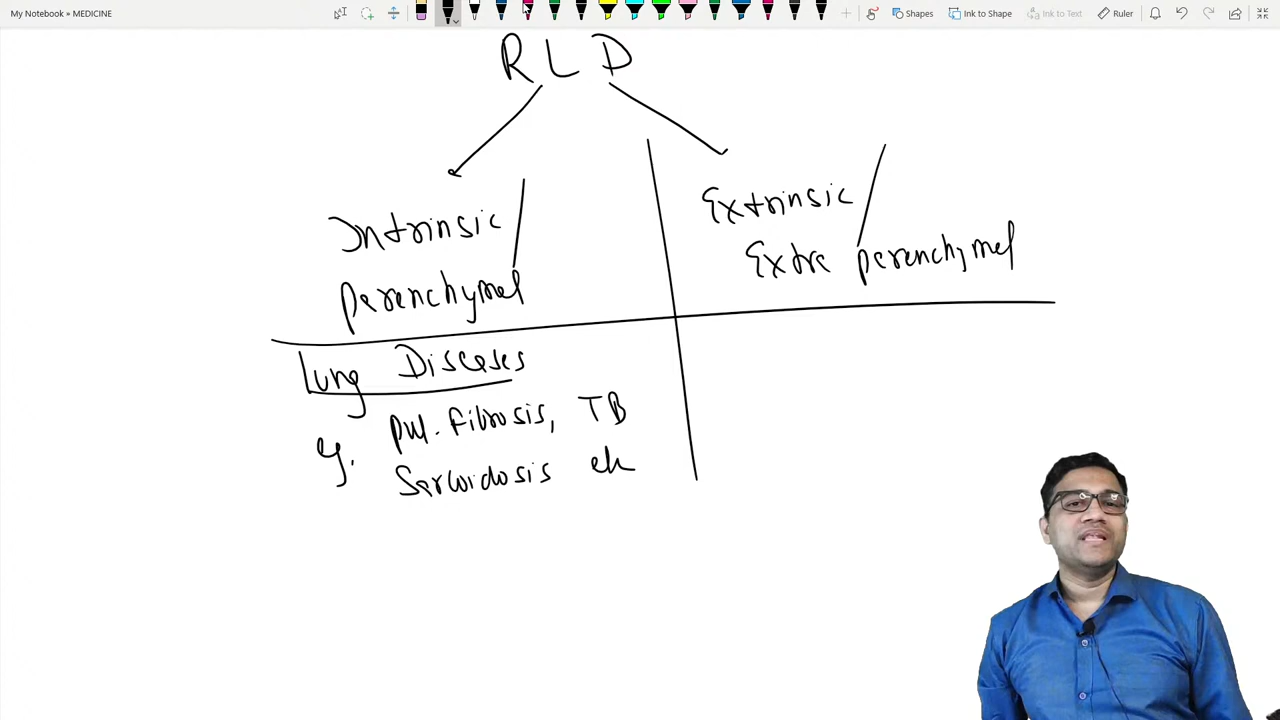 My Notebook » MEDICINE
Shapes
Ink to Shape
Ink to Text
Ruler
R L D
Intrinsic /
parenchymal
Extrinsic /
Extra parenchymal
Lung Diseases
eg. pul. fibrosis, TB
Sarcoidosis etc